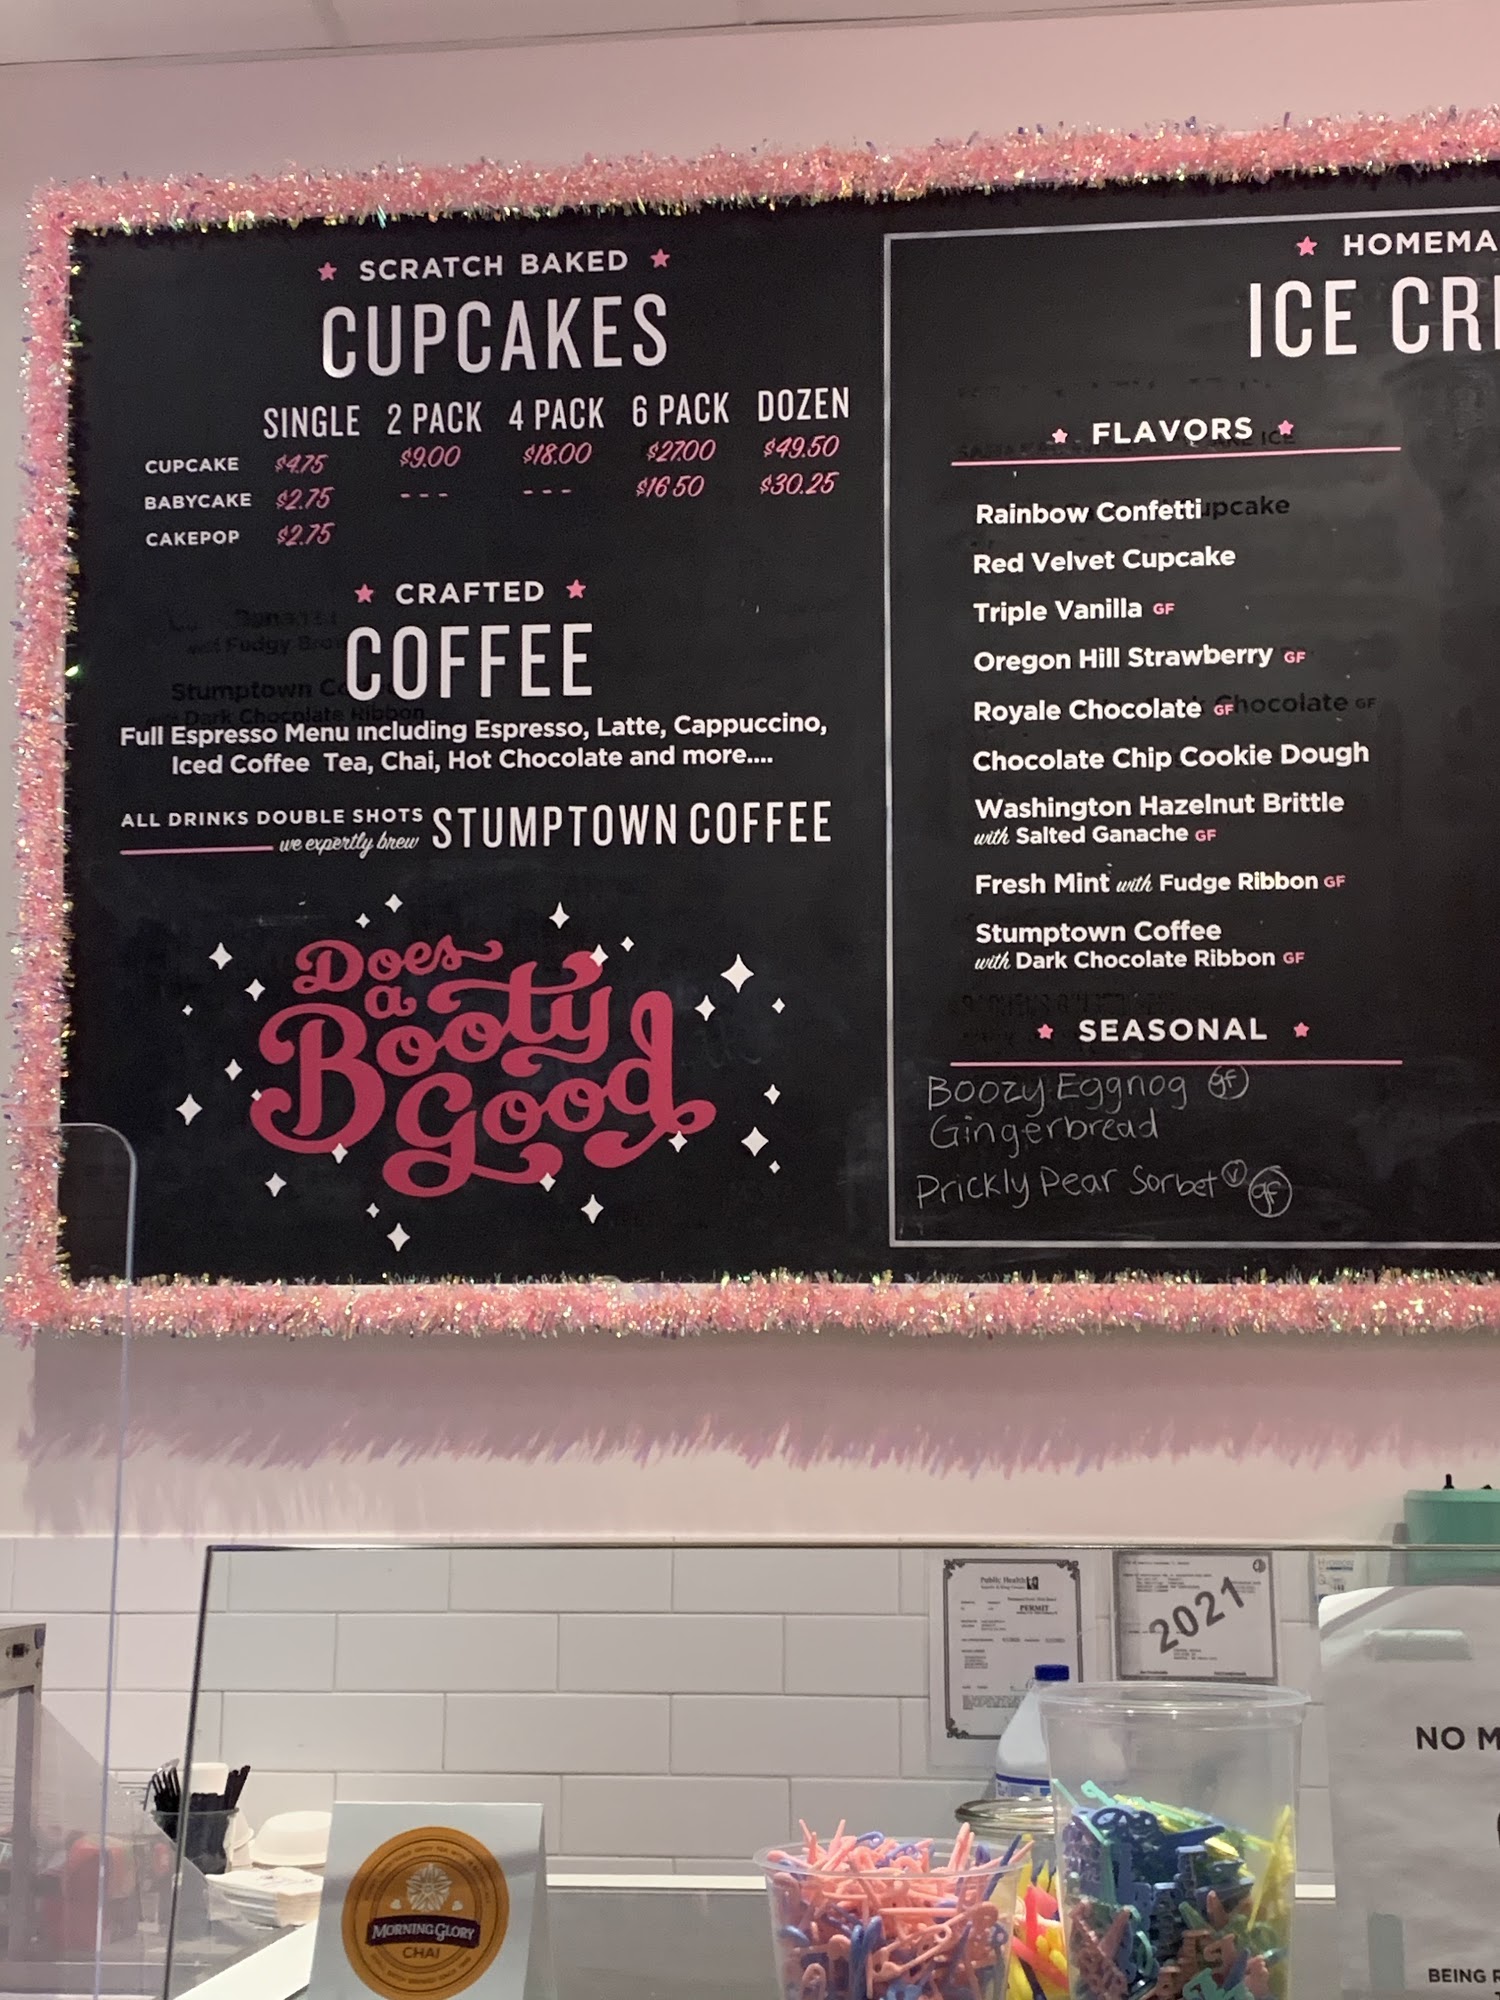 SCRATCH BAKED
CUPCAKES
SINGLE 2 PACK 4 PACK 6 PACK DOZEN
CUPCAKE $4.75 $9.00 $18.00 $27.00 $49.50
BABYCAKE $2.75 --- --- $16.50 $30.25
CAKEPOP $2.75
CRAFTED
COFFEE
Full Espresso Menu including Espresso, Latte, Cappuccino,
Iced Coffee Tea, Chai, Hot Chocolate and more....
ALL DRINKS DOUBLE SHOTS
we expertly brew STUMPTOWN COFFEE
Does
a
Booty
Good
HOMEMA
ICE CRE
FLAVORS
Rainbow Confetti
Red Velvet Cupcake
Triple Vanilla GF
Oregon Hill Strawberry GF
Royale Chocolate GF
Chocolate Chip Cookie Dough
Washington Hazelnut Brittle
with Salted Ganache GF
Fresh Mint with Fudge Ribbon GF
Stumptown Coffee
with Dark Chocolate Ribbon GF
SEASONAL
Boozy Eggnog gf
Gingerbread
Prickly Pear Sorbet V gf
Public Health
PERMIT
2021
NO M
BEING
MORNING GLORY
CHAI